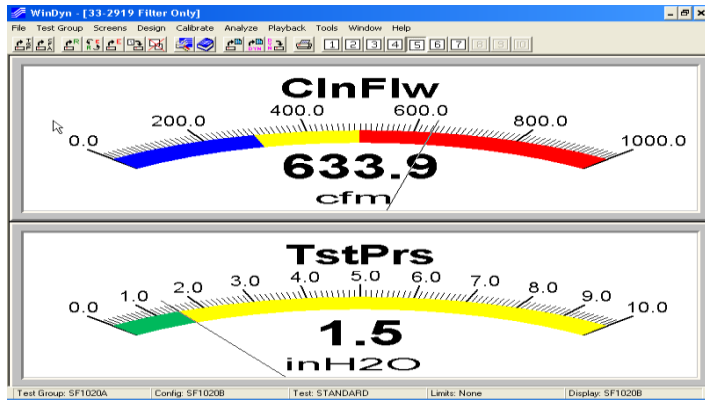 WinDyn - [33-2919 Filter Only]
File Test Group Screens Design Calibrate Analyze Playback Tools Window Help
1 2 3 4 5 6 7 8 9 10
ClnFlw
0.0 200.0 400.0 600.0 800.0 1000.0
633.9
cfm
TstPrs
0.0 1.0 2.0 3.0 4.0 5.0 6.0 7.0 8.0 9.0 10.0
1.5
inH2O
Test Group: SF1020A Config: SF1020B Test: STANDARD Limits: None Display: SF1020B